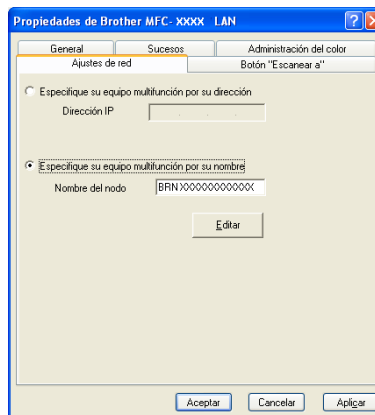 Propiedades de Brother MFC- XXXX LAN
General Sucesos Administración del color
Ajustes de red Botón "Escanear a"
Especifique su equipo multifunción por su dirección
Dirección IP
Especifique su equipo multifunción por su nombre
Nombre del nodo BRNXXXXXXXXXXXX
Editar
Aceptar Cancelar Aplicar